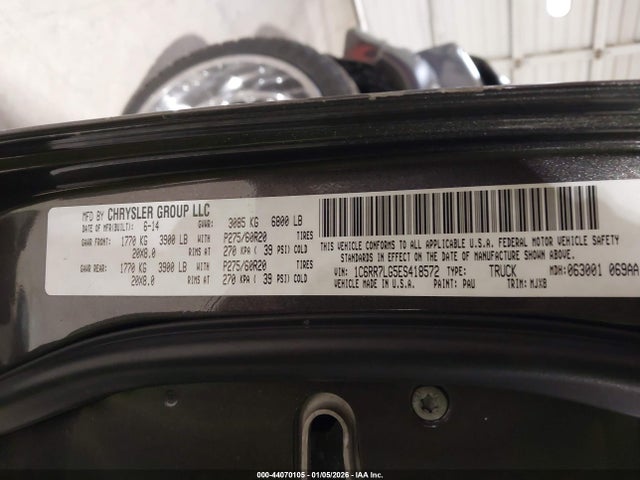 MFD BY CHRYSLER GROUP LLC
DATE OF MFR(BUILT): 6-14 GVWR: 3085 KG 6800 LB
GAWR FRONT: 1770 KG 3900 LB WITH P275/60R20 TIRES
20X8.0 RIMS AT 270 KPA ( 39 PSI) COLD
GAWR REAR: 1770 KG 3900 LB WITH P275/60R20 TIRES
20X8.0 RIMS AT 270 KPA ( 39 PSI) COLD
THIS VEHICLE CONFORMS TO ALL APPLICABLE U.S.A. FEDERAL MOTOR VEHICLE SAFETY
STANDARDS IN EFFECT ON THE DATE OF MANUFACTURE SHOWN ABOVE.
VIN: 1C6RR7LG5ES418572 TYPE: TRUCK MDH: 063001 069AA
VEHICLE MADE IN U.S.A. PAINT: PAU TRIM: MJX8
000-44070105 - 01/05/2026 - IAA Inc.